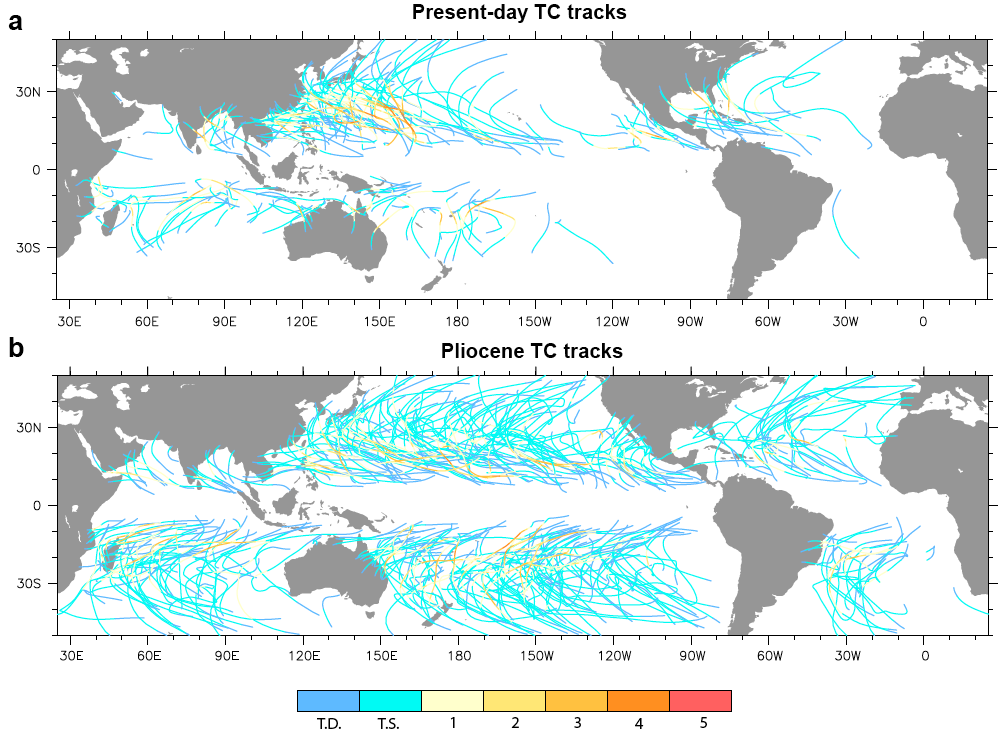 a
Present-day TC tracks
30N
0
30S
30E 60E 90E 120E 150E 180 150W 120W 90W 60W 30W 0
b
Pliocene TC tracks
30N
0
30S
30E 60E 90E 120E 150E 180 150W 120W 90W 60W 30W 0
T.D. T.S. 1 2 3 4 5